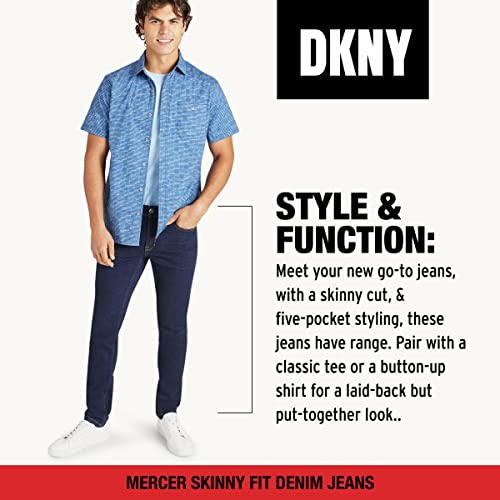 DKNY
STYLE &
FUNCTION:
Meet your new go-to jeans,
with a skinny cut, &
five-pocket styling, these
jeans have range. Pair with a
classic tee or a button-up
shirt for a laid-back but
put-together look..
MERCER SKINNY FIT DENIM JEANS